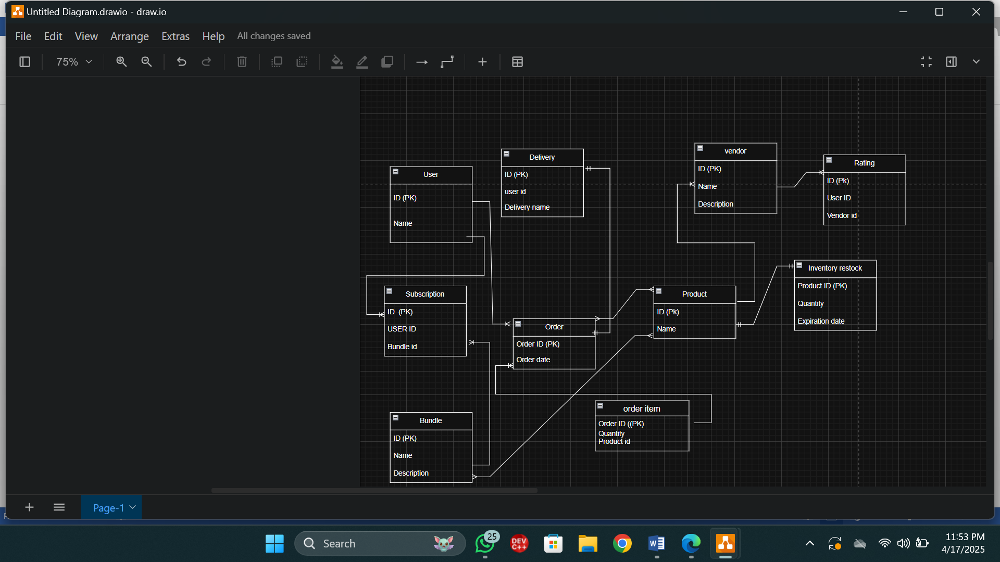 Untitled Diagram.drawio - draw.io
File Edit View Arrange Extras Help All changes saved
75%
User
ID (PK)
Name
Delivery
ID (PK)
user id
Delivery name
vendor
ID (PK)
Name
Description
Rating
ID (Pk)
User ID
Vendor id
Subscription
ID (PK)
USER ID
Bundle id
Order
Order ID (PK)
Order date
Product
ID (Pk)
Name
Inventory restock
Product ID (PK)
Quantity
Expiration date
Bundle
ID (PK)
Name
Description
order item
Order ID ((PK)
Quantity
Product id
Page-1
Search
25
DEV
C++
W
11:53 PM
4/17/2025